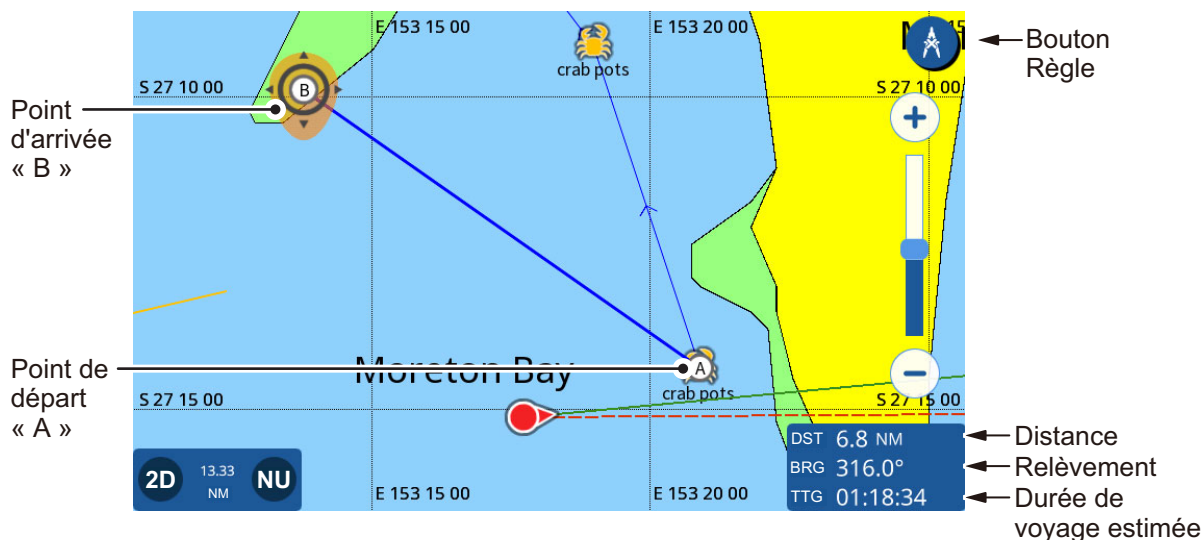 E 153 15 00
E 153 20 00
M
15
Bouton
Règle
crab pots
S 27 10 00
S 27 10 00
Point
d'arrivée
« B »
B
+
Moreton Bay
A
crab pots
−
Point de
départ
« A »
S 27 15 00
S 27 15 00
DST 6.8 NM
Distance
BRG 316.0°
Relèvement
TTG 01:18:34
Durée de
voyage estimée
2D
13.33
NM
NU
E 153 15 00
E 153 20 00